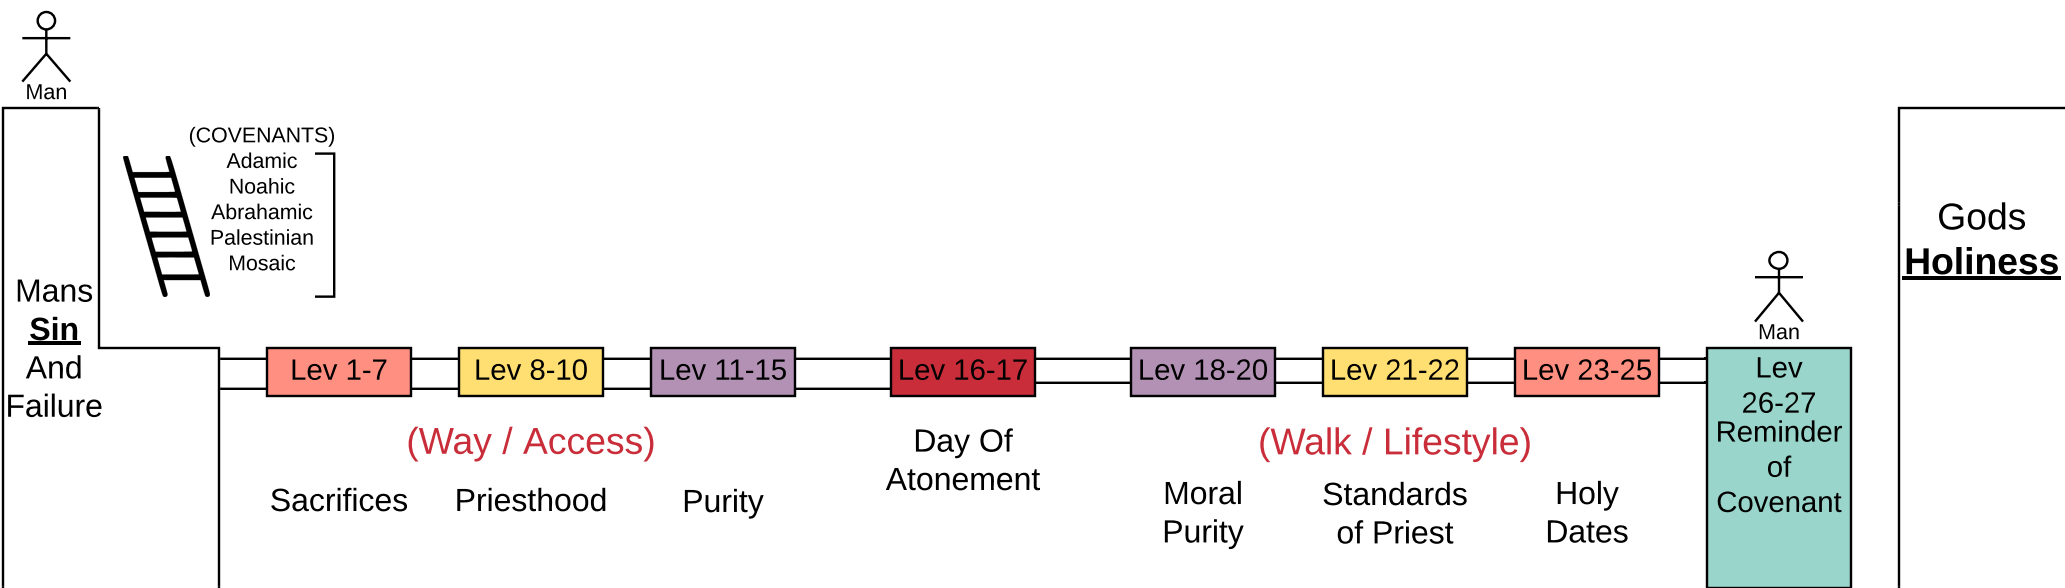 Man
(COVENANTS)
Adamic
Noahic
Abrahamic
Palestinian
Mosaic
Mans
Sin
And
Failure
Lev 1-7
Lev 8-10
Lev 11-15
Lev 16-17
Lev 18-20
Lev 21-22
Lev 23-25
(Way / Access)
Sacrifices
Priesthood
Purity
Day Of
Atonement
(Walk / Lifestyle)
Moral
Purity
Standards
of Priest
Holy
Dates
Man
Lev
26-27
Reminder
of
Covenant
Gods
Holiness